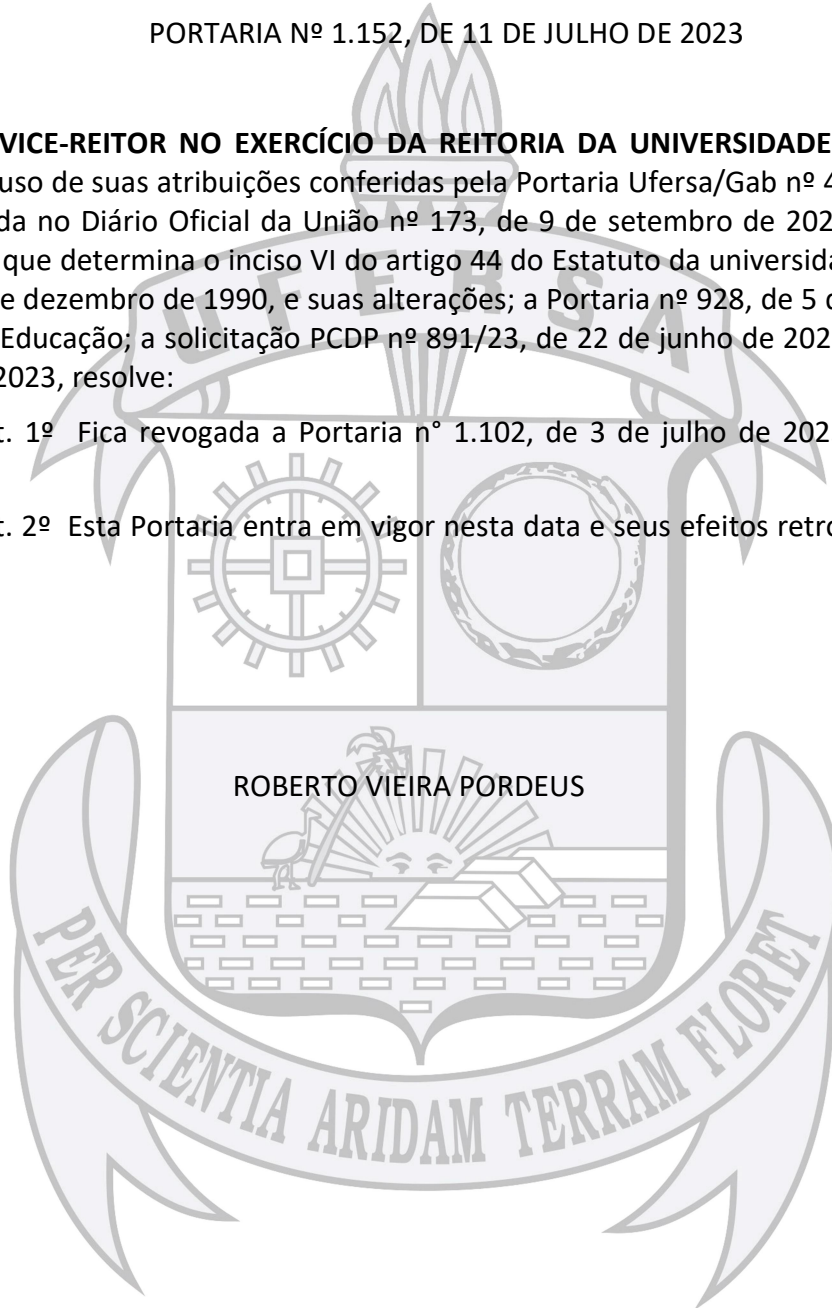 PORTARIA Nº 1.152, DE 11 DE JULHO DE 2023
VICE-REITOR NO EXERCÍCIO DA REITORIA DA UNIVERSIDADE
uso de suas atribuições conferidas pela Portaria Ufersa/Gab nº
da no Diário Oficial da União nº 173, de 9 de setembro de 202
que determina o inciso VI do artigo 44 do Estatuto da universida
e dezembro de 1990, e suas alterações; a Portaria nº 928, de 5
Educação; a solicitação PCDP nº 891/23, de 22 de junho de 202
2023, resolve:
t. 1º Fica revogada a Portaria n° 1.102, de 3 de julho de 202
t. 2º Esta Portaria entra em vigor nesta data e seus efeitos retro
ROBERTO VIEIRA PORDEUS
UFERSA
PER SCIENTIA ARIDAM TERRAM FLORET